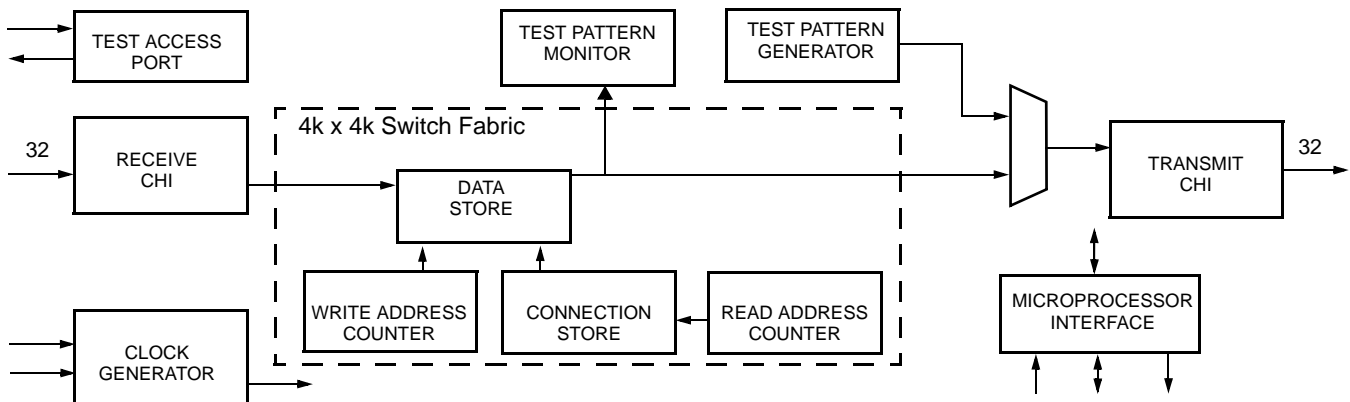 TEST ACCESS
PORT
TEST PATTERN
MONITOR
TEST PATTERN
GENERATOR
4k x 4k Switch Fabric
32
RECEIVE
CHI
DATA
STORE
TRANSMIT
CHI
32
WRITE ADDRESS
COUNTER
CONNECTION
STORE
READ ADDRESS
COUNTER
MICROPROCESSOR
INTERFACE
CLOCK
GENERATOR